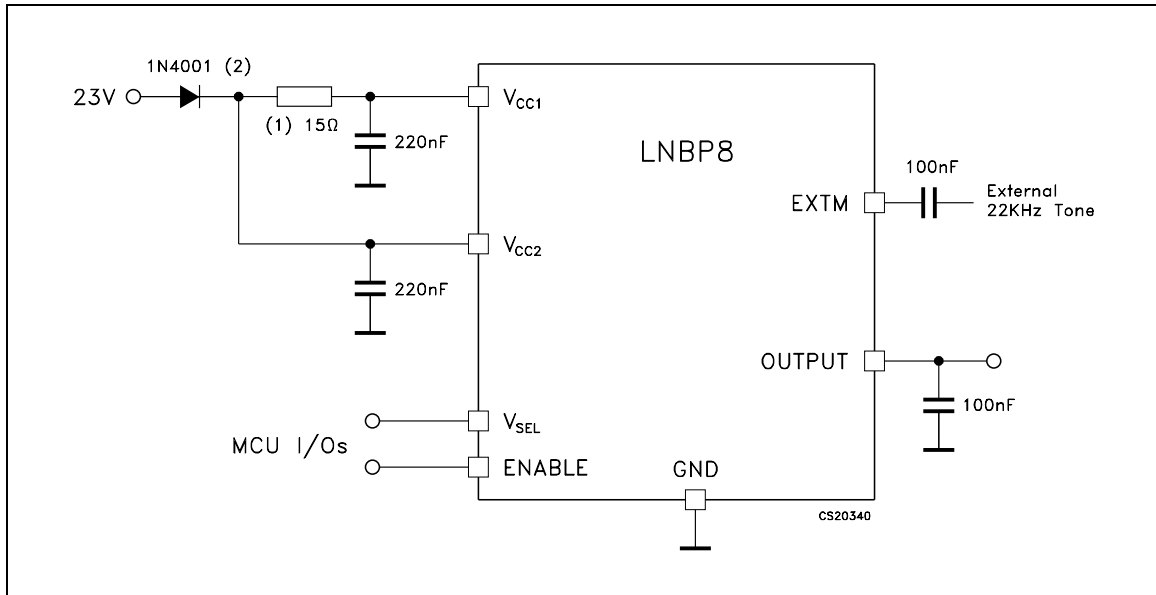 1N4001 (2)
23V
(1) 15Ω
220nF
V_CC1
LNBP8
100nF
EXTM
External
22KHz Tone
V_CC2
220nF
OUTPUT
100nF
MCU I/Os
V_SEL
ENABLE
GND
CS20340